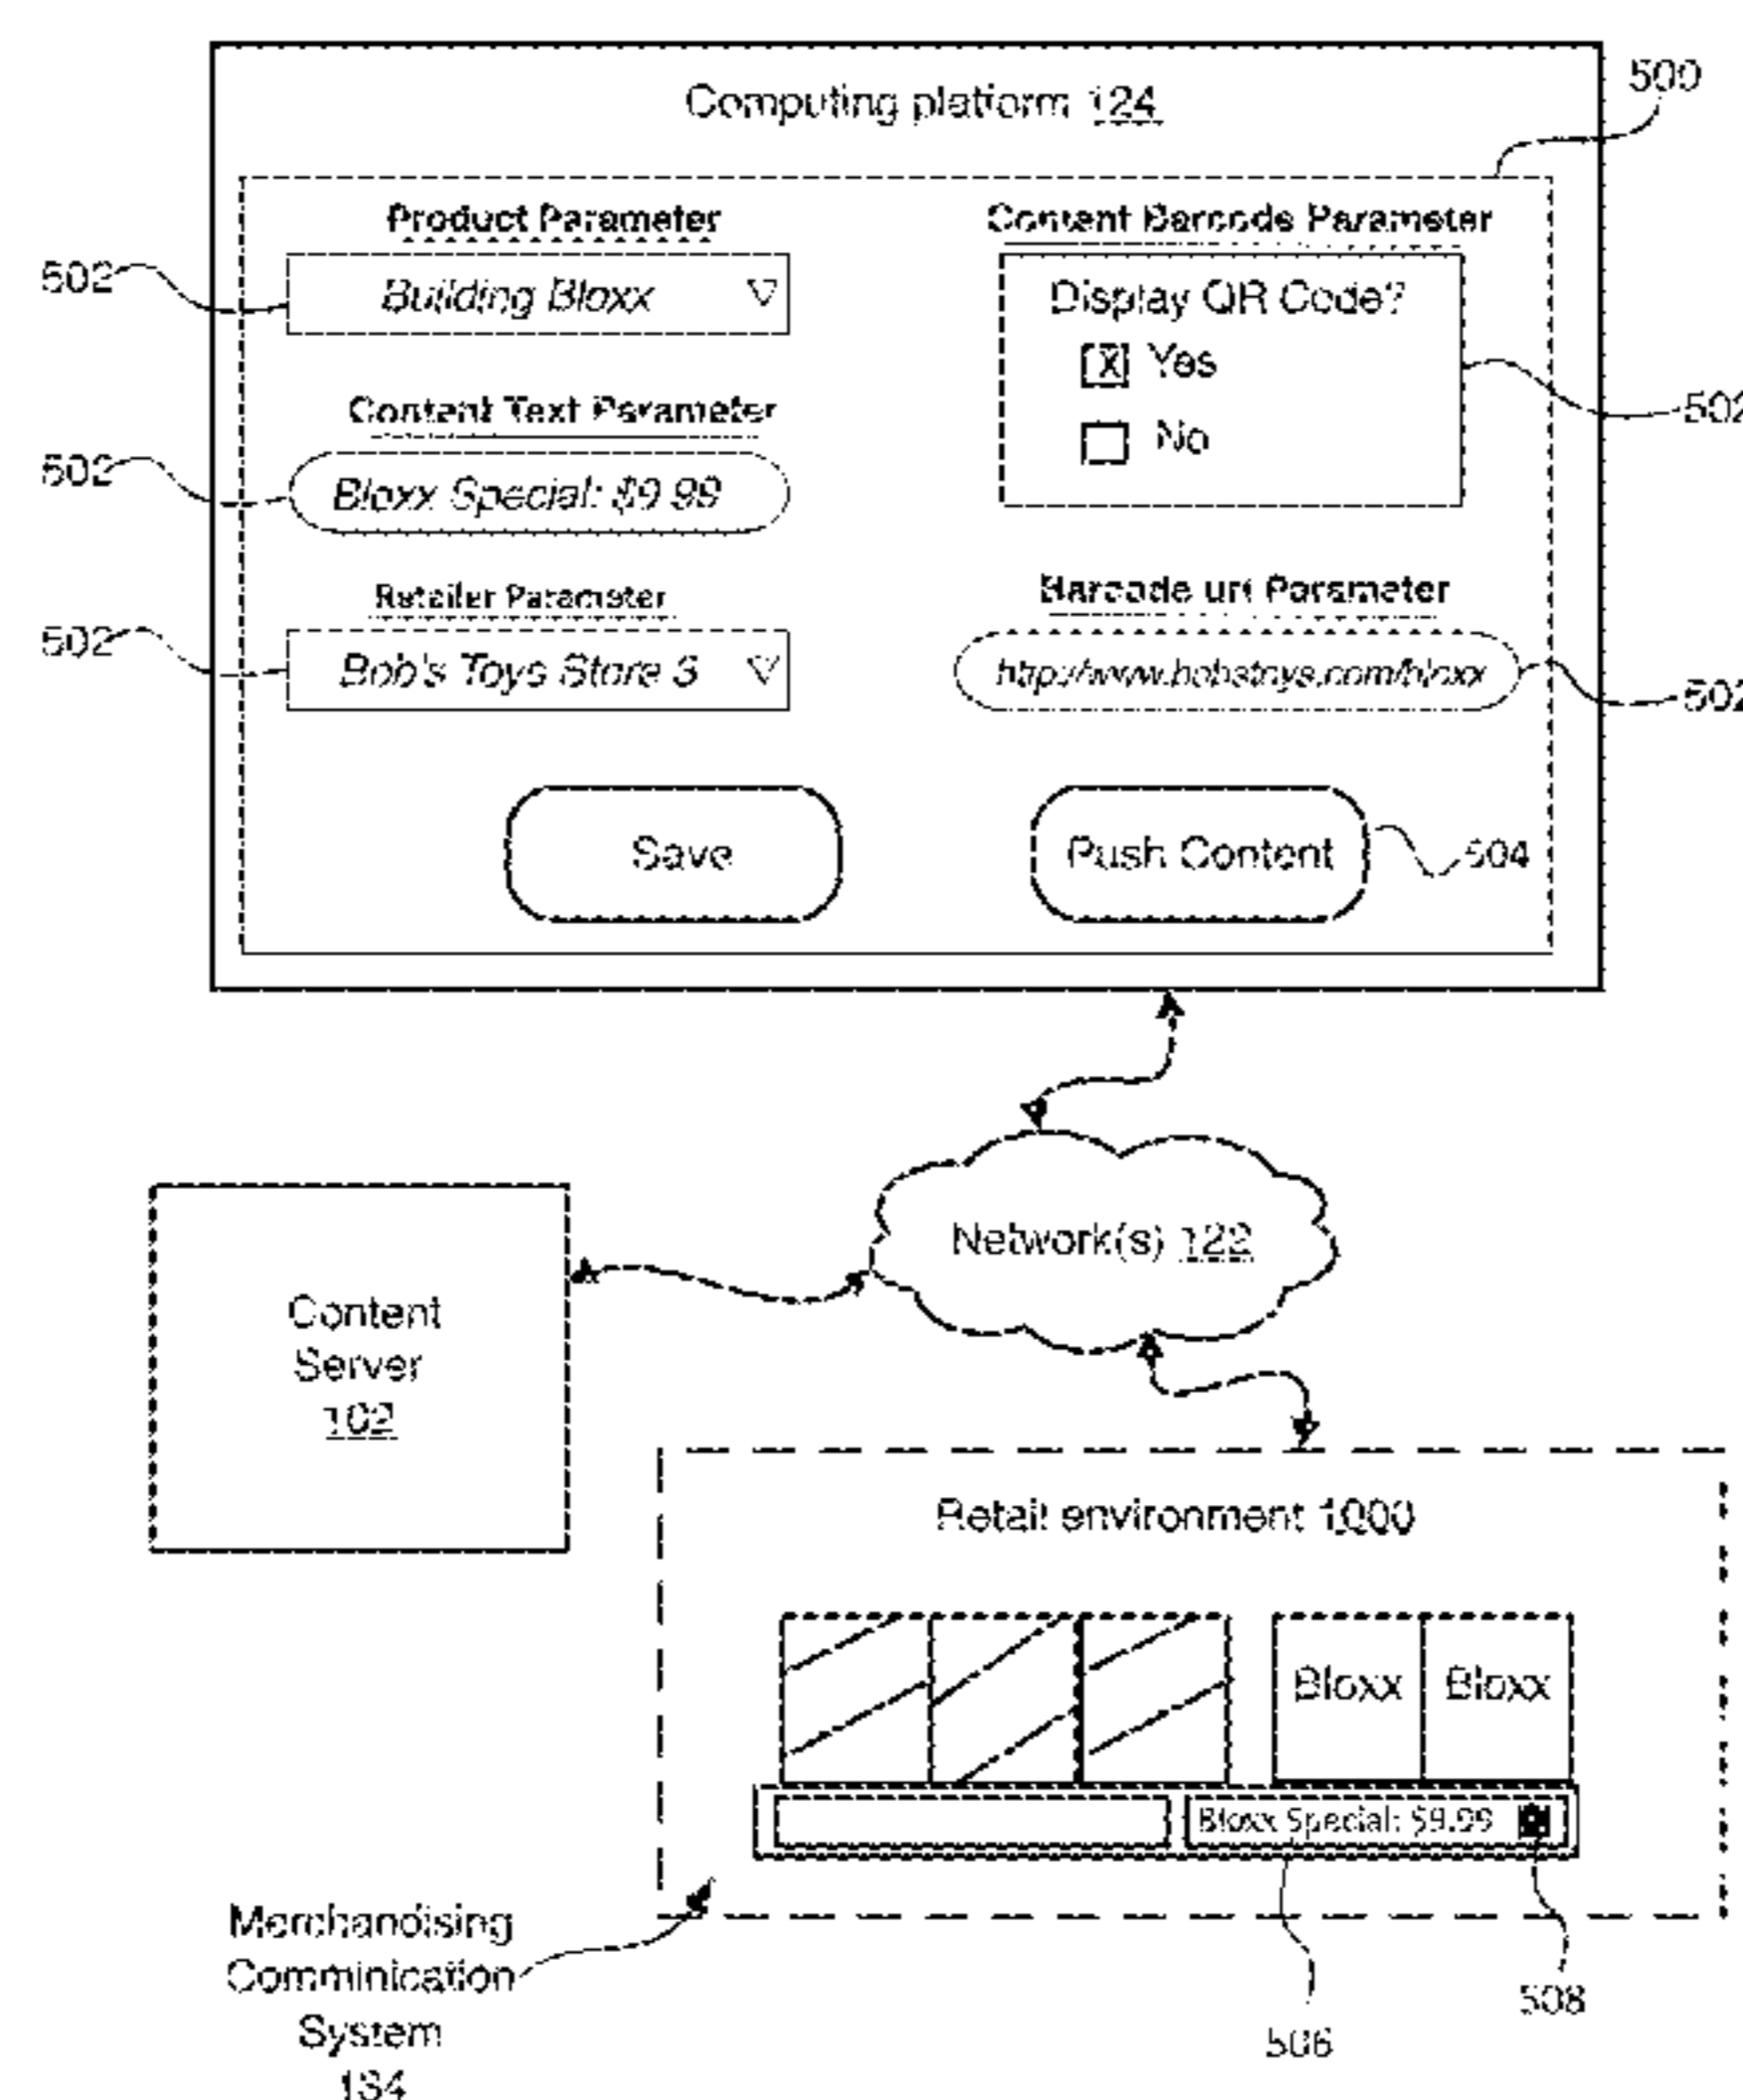 Computing platform 124
500
Product Parameter
Content Barcode Parameter
502
Building Bloxx
Display QR Code?
Yes
No
502
Content Text Parameter
502
Bloxx Special: $9.99
Retailer Parameter
Barcode url Parameter
502
Bob's Toys Store 3
http://www.bobstoys.com/bloxx
502
Save
Push Content
504
Network(s) 122
Content
Server
102
Retail environment 1000
Bloxx Bloxx
Bloxx Special: $9.99
Merchandising
Comminication
System
134
506
508